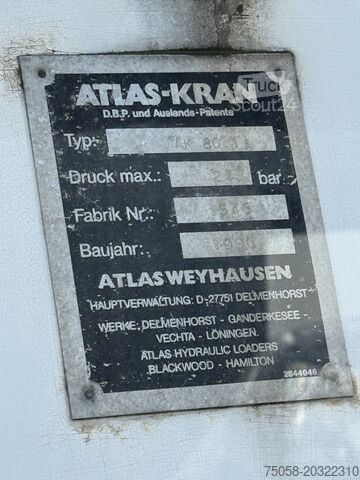 ATLAS-KRAN
D.B.P. und Auslands-Patente
Typ:
Druck max.: bar.
Fabrik Nr.:
Baujahr:
ATLAS WEYHAUSEN
HAUPTVERWALTUNG: D-27751 DELMENHORST
WERKE: DELMENHORST - GANDERKESEE -
VECHTA - LÖNINGEN.
ATLAS HYDRAULIC LOADERS
BLACKWOOD - HAMILTON
2544046
Truck
Scout24
75058-20322310